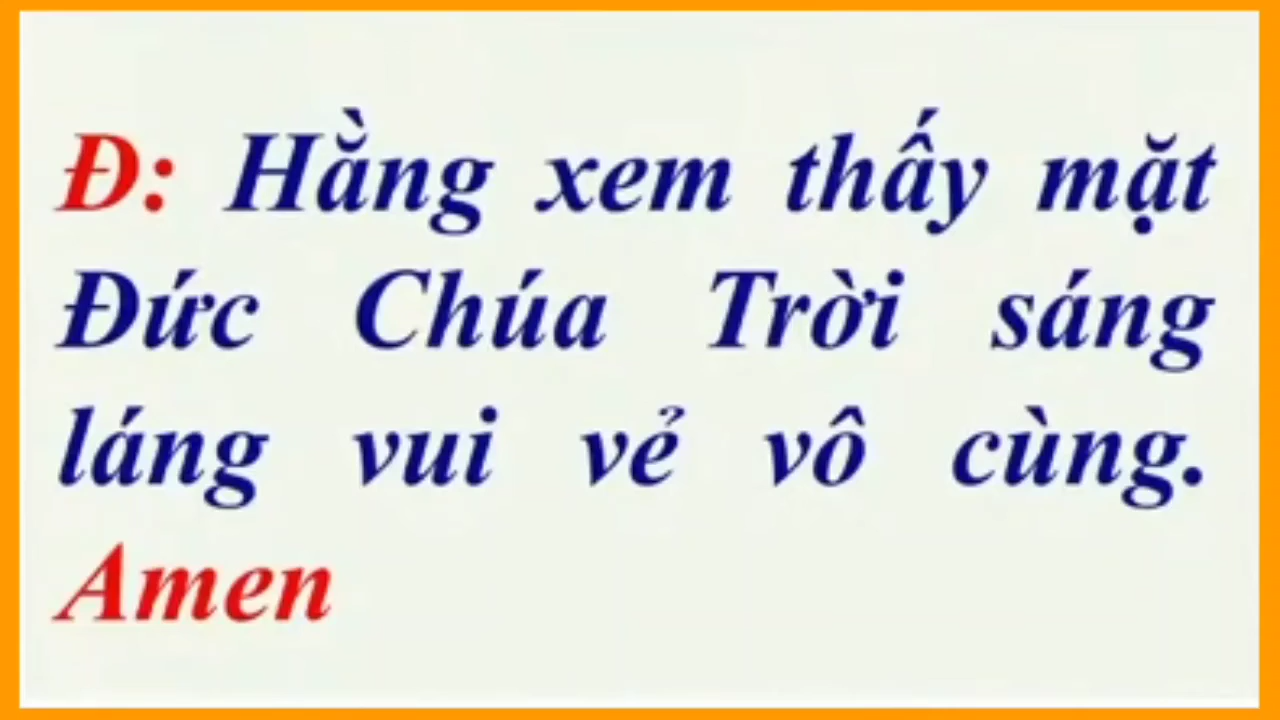 Đ: Hằng xem thấy mặt
Đức Chúa Trời sáng
láng vui vẻ vô cùng.
Amen